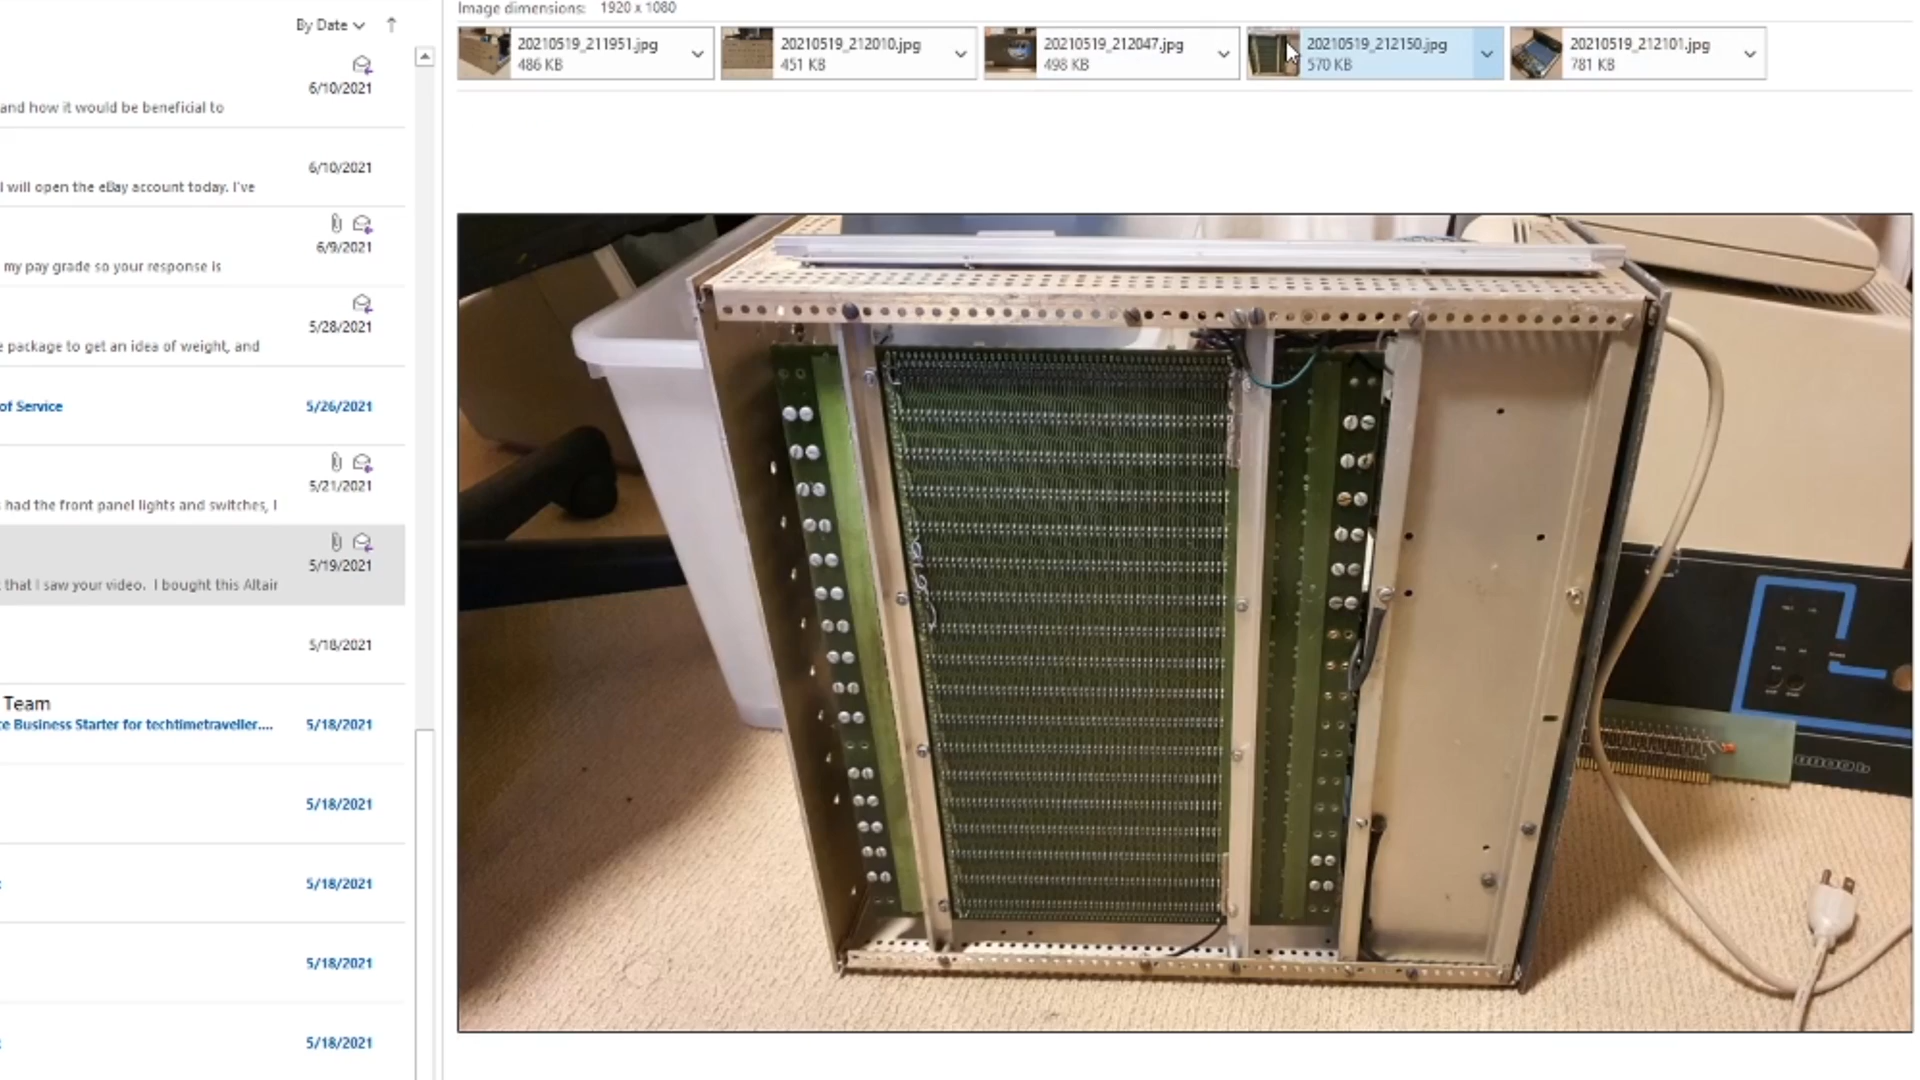 By Date
6/10/2021
and how it would be beneficial to
6/10/2021
I will open the eBay account today. I've
6/9/2021
my pay grade so your response is
5/28/2021
e package to get an idea of weight, and
of Service
5/26/2021
5/21/2021
had the front panel lights and switches, I
5/19/2021
that I saw your video. I bought this Altair
5/18/2021
Team
ce Business Starter for techtimetraveller....
5/18/2021
5/18/2021
5/18/2021
5/18/2021
5/18/2021
Image dimensions: 1920 x 1080
20210519_211951.jpg
486 KB
20210519_212010.jpg
451 KB
20210519_212047.jpg
498 KB
20210519_212150.jpg
570 KB
20210519_212101.jpg
781 KB